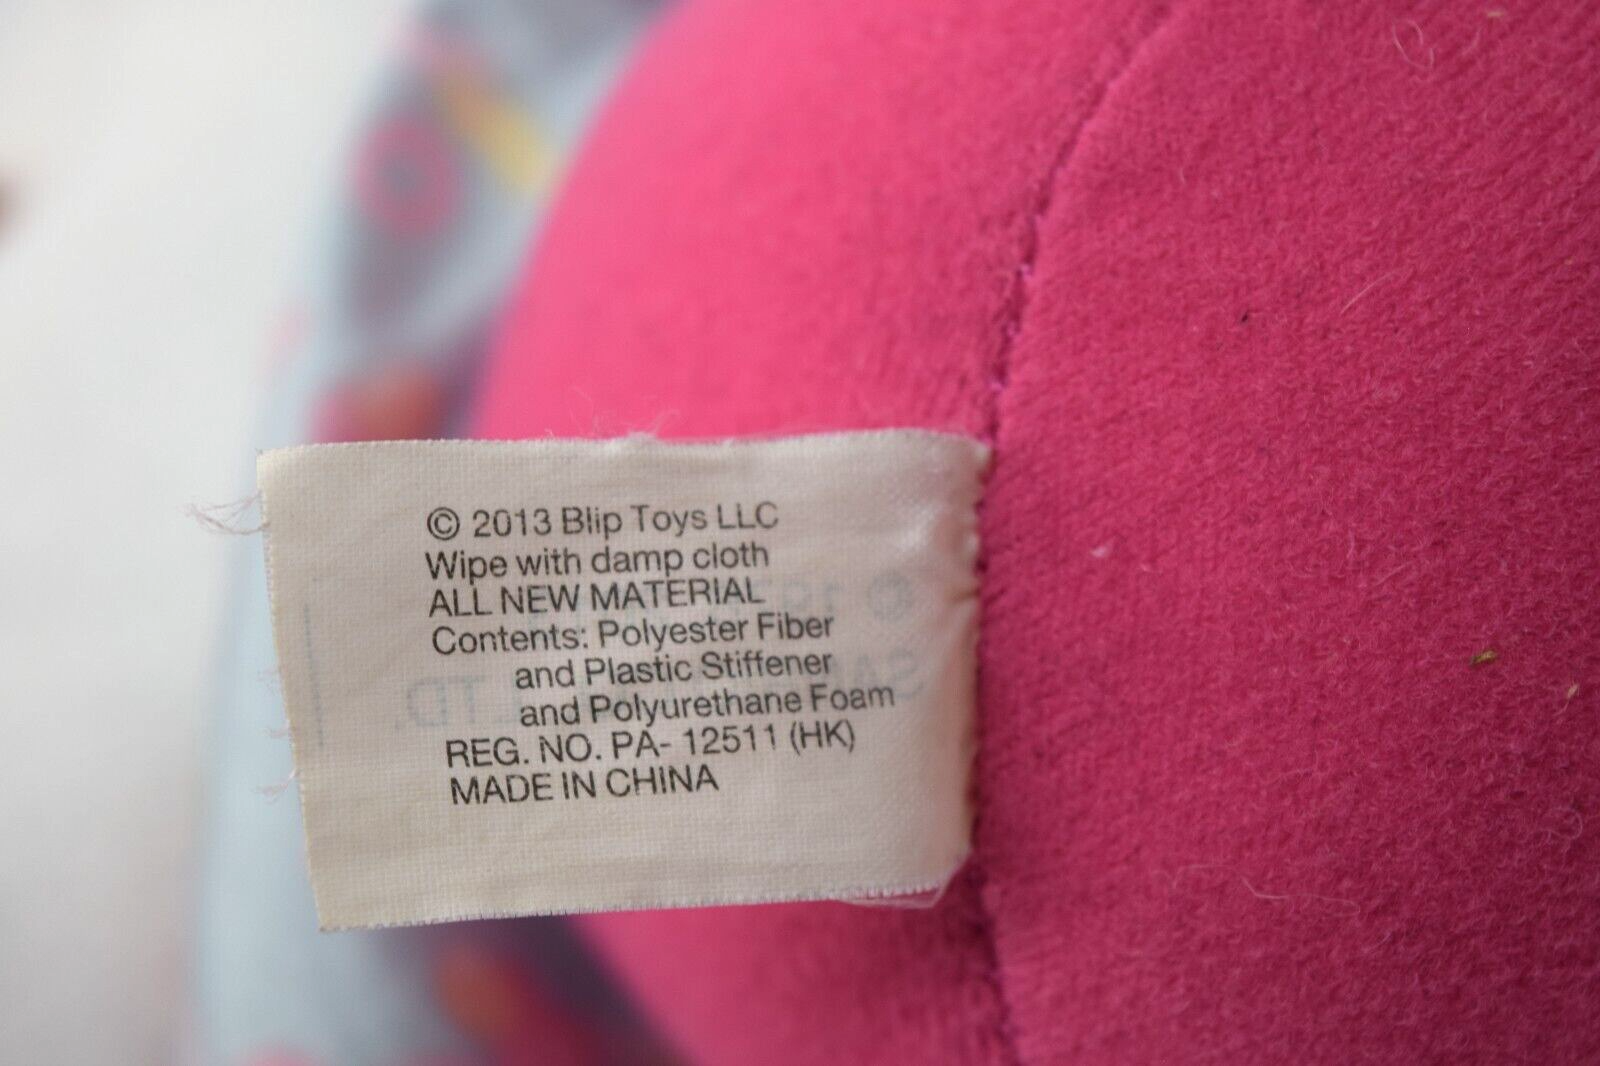 © 2013 Blip Toys LLC
Wipe with damp cloth
ALL NEW MATERIAL
Contents: Polyester Fiber
and Plastic Stiffener
and Polyurethane Foam
REG. NO. PA- 12511 (HK)
MADE IN CHINA